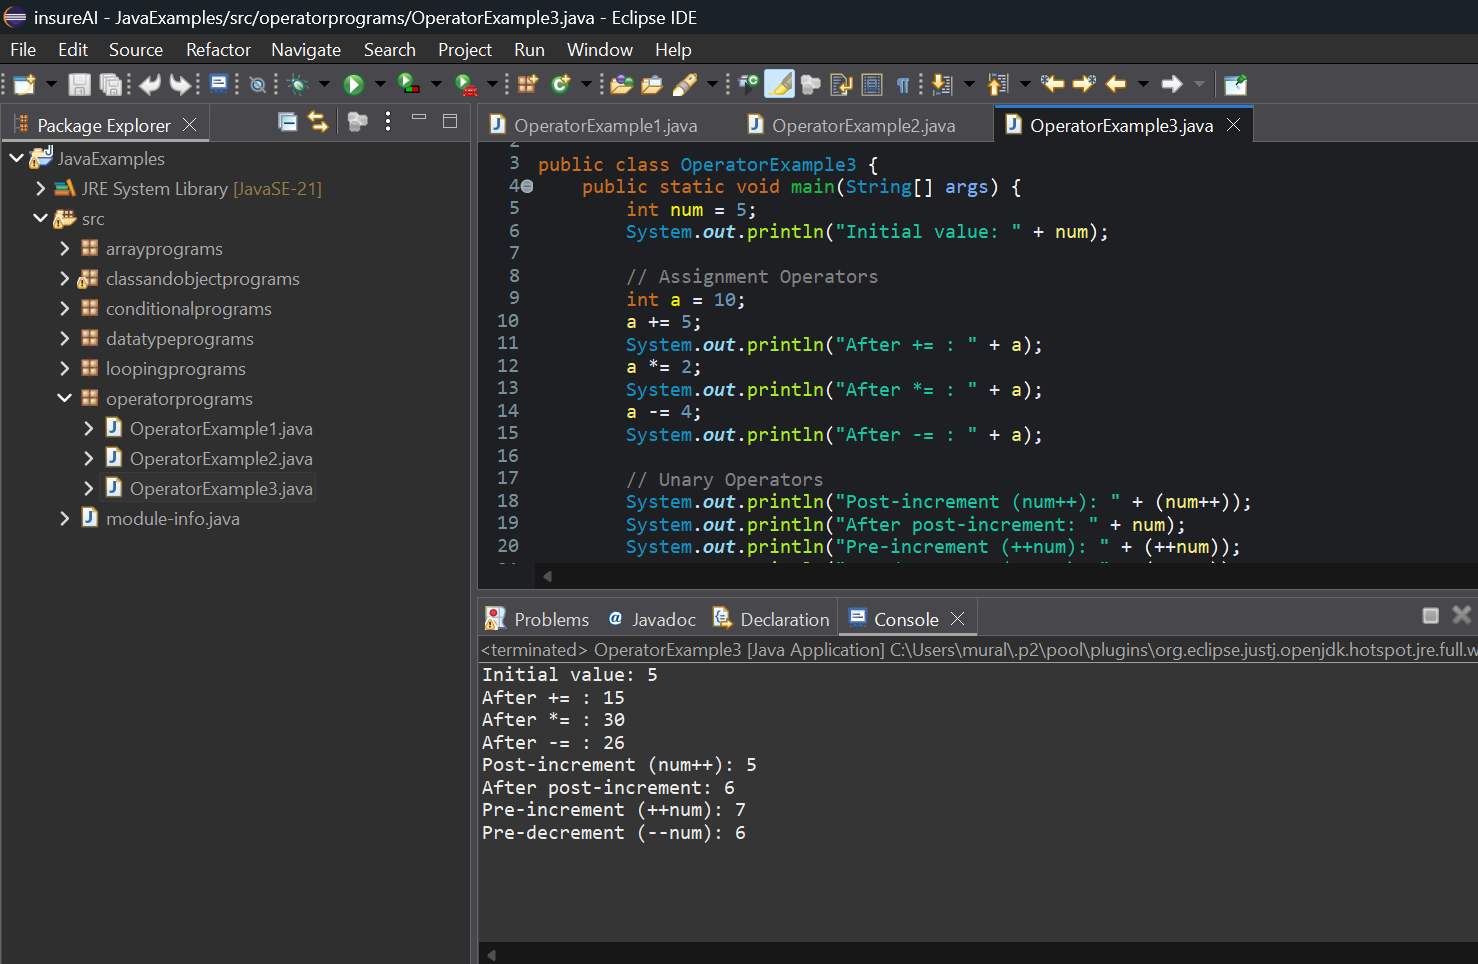 insureAI - JavaExamples/src/operatorprograms/OperatorExample3.java - Eclipse IDE
File Edit Source Refactor Navigate Search Project Run Window Help
Package Explorer
JavaExamples
JRE System Library [JavaSE-21]
src
arrayprograms
classandobjectprograms
conditionalprograms
datatypeprograms
loopingprograms
operatorprograms
OperatorExample1.java
OperatorExample2.java
OperatorExample3.java
module-info.java
OperatorExample1.java OperatorExample2.java OperatorExample3.java
2
3 public class OperatorExample3 {
4 public static void main(String[] args) {
5 int num = 5;
6 System.out.println("Initial value: " + num);
7
8 // Assignment Operators
9 int a = 10;
10 a += 5;
11 System.out.println("After += : " + a);
12 a *= 2;
13 System.out.println("After *= : " + a);
14 a -= 4;
15 System.out.println("After -= : " + a);
16
17 // Unary Operators
18 System.out.println("Post-increment (num++): " + (num++));
19 System.out.println("After post-increment: " + num);
20 System.out.println("Pre-increment (++num): " + (++num));
Problems @ Javadoc Declaration Console
<terminated> OperatorExample3 [Java Application] C:\Users\mural\.p2\pool\plugins\org.eclipse.justj.openjdk.hotspot.jre.full.w
Initial value: 5
After += : 15
After *= : 30
After -= : 26
Post-increment (num++): 5
After post-increment: 6
Pre-increment (++num): 7
Pre-decrement (--num): 6